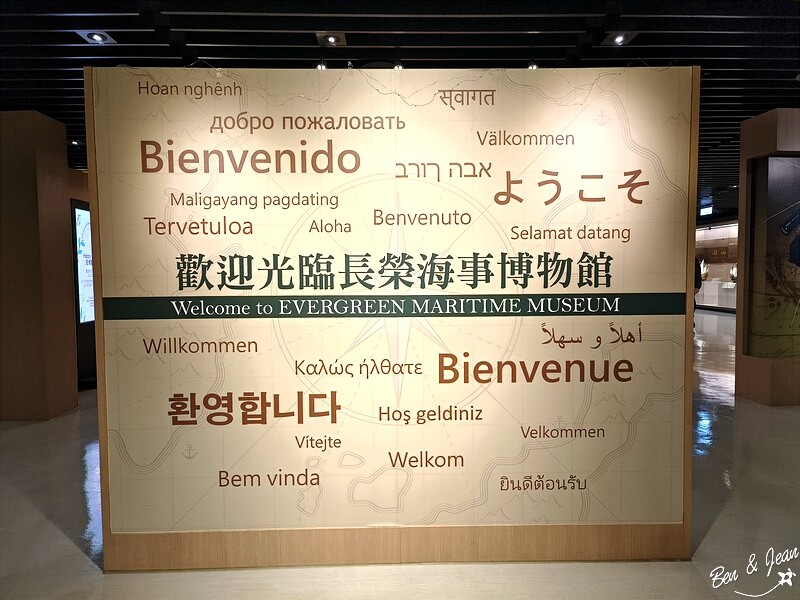 Hoan nghênh
स्वागत
добро пожаловать
Välkommen
Bienvenido
אבה ךורב
ようこそ
Maligayang pagdating
Tervetuloa
Aloha
Benvenuto
Selamat datang
歡迎光臨長榮海事博物館
Welcome to EVERGREEN MARITIME MUSEUM
أهلاً و سهلاً
Willkommen
Καλώς ήλθατε
Bienvenue
환영합니다
Hoş geldiniz
Velkommen
Vítejte
Welkom
Bem vinda
ยินดีต้อนรับ
Ben & Jean